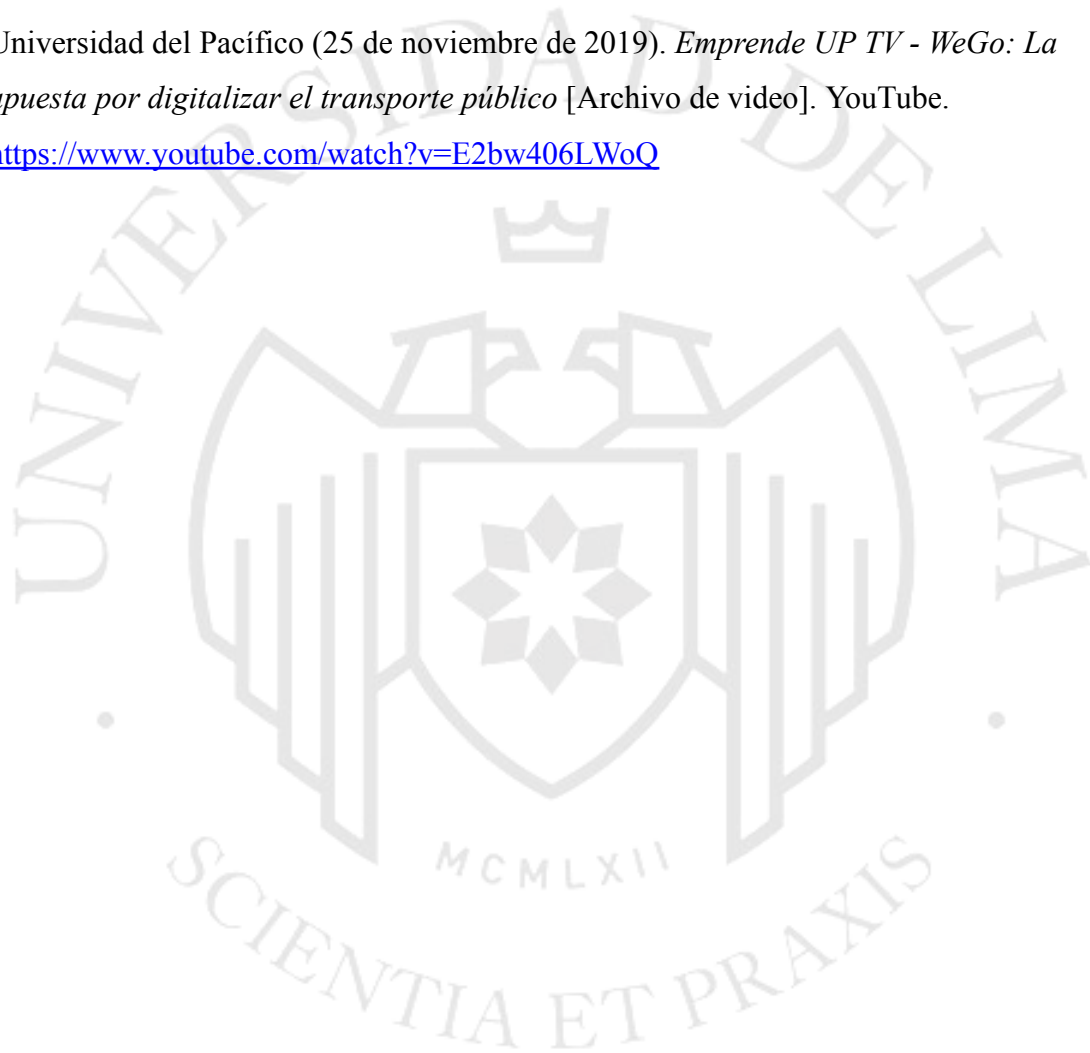 Universidad del Pacífico (25 de noviembre de 2019). Emprende UP TV - WeGo: La
apuesta por digitalizar el transporte público [Archivo de video]. YouTube.
https://www.youtube.com/watch?v=E2bw406LWoQ
UNIVERSIDAD DE LIMA
MCMLXII
SCIENTIA ET PRAXIS